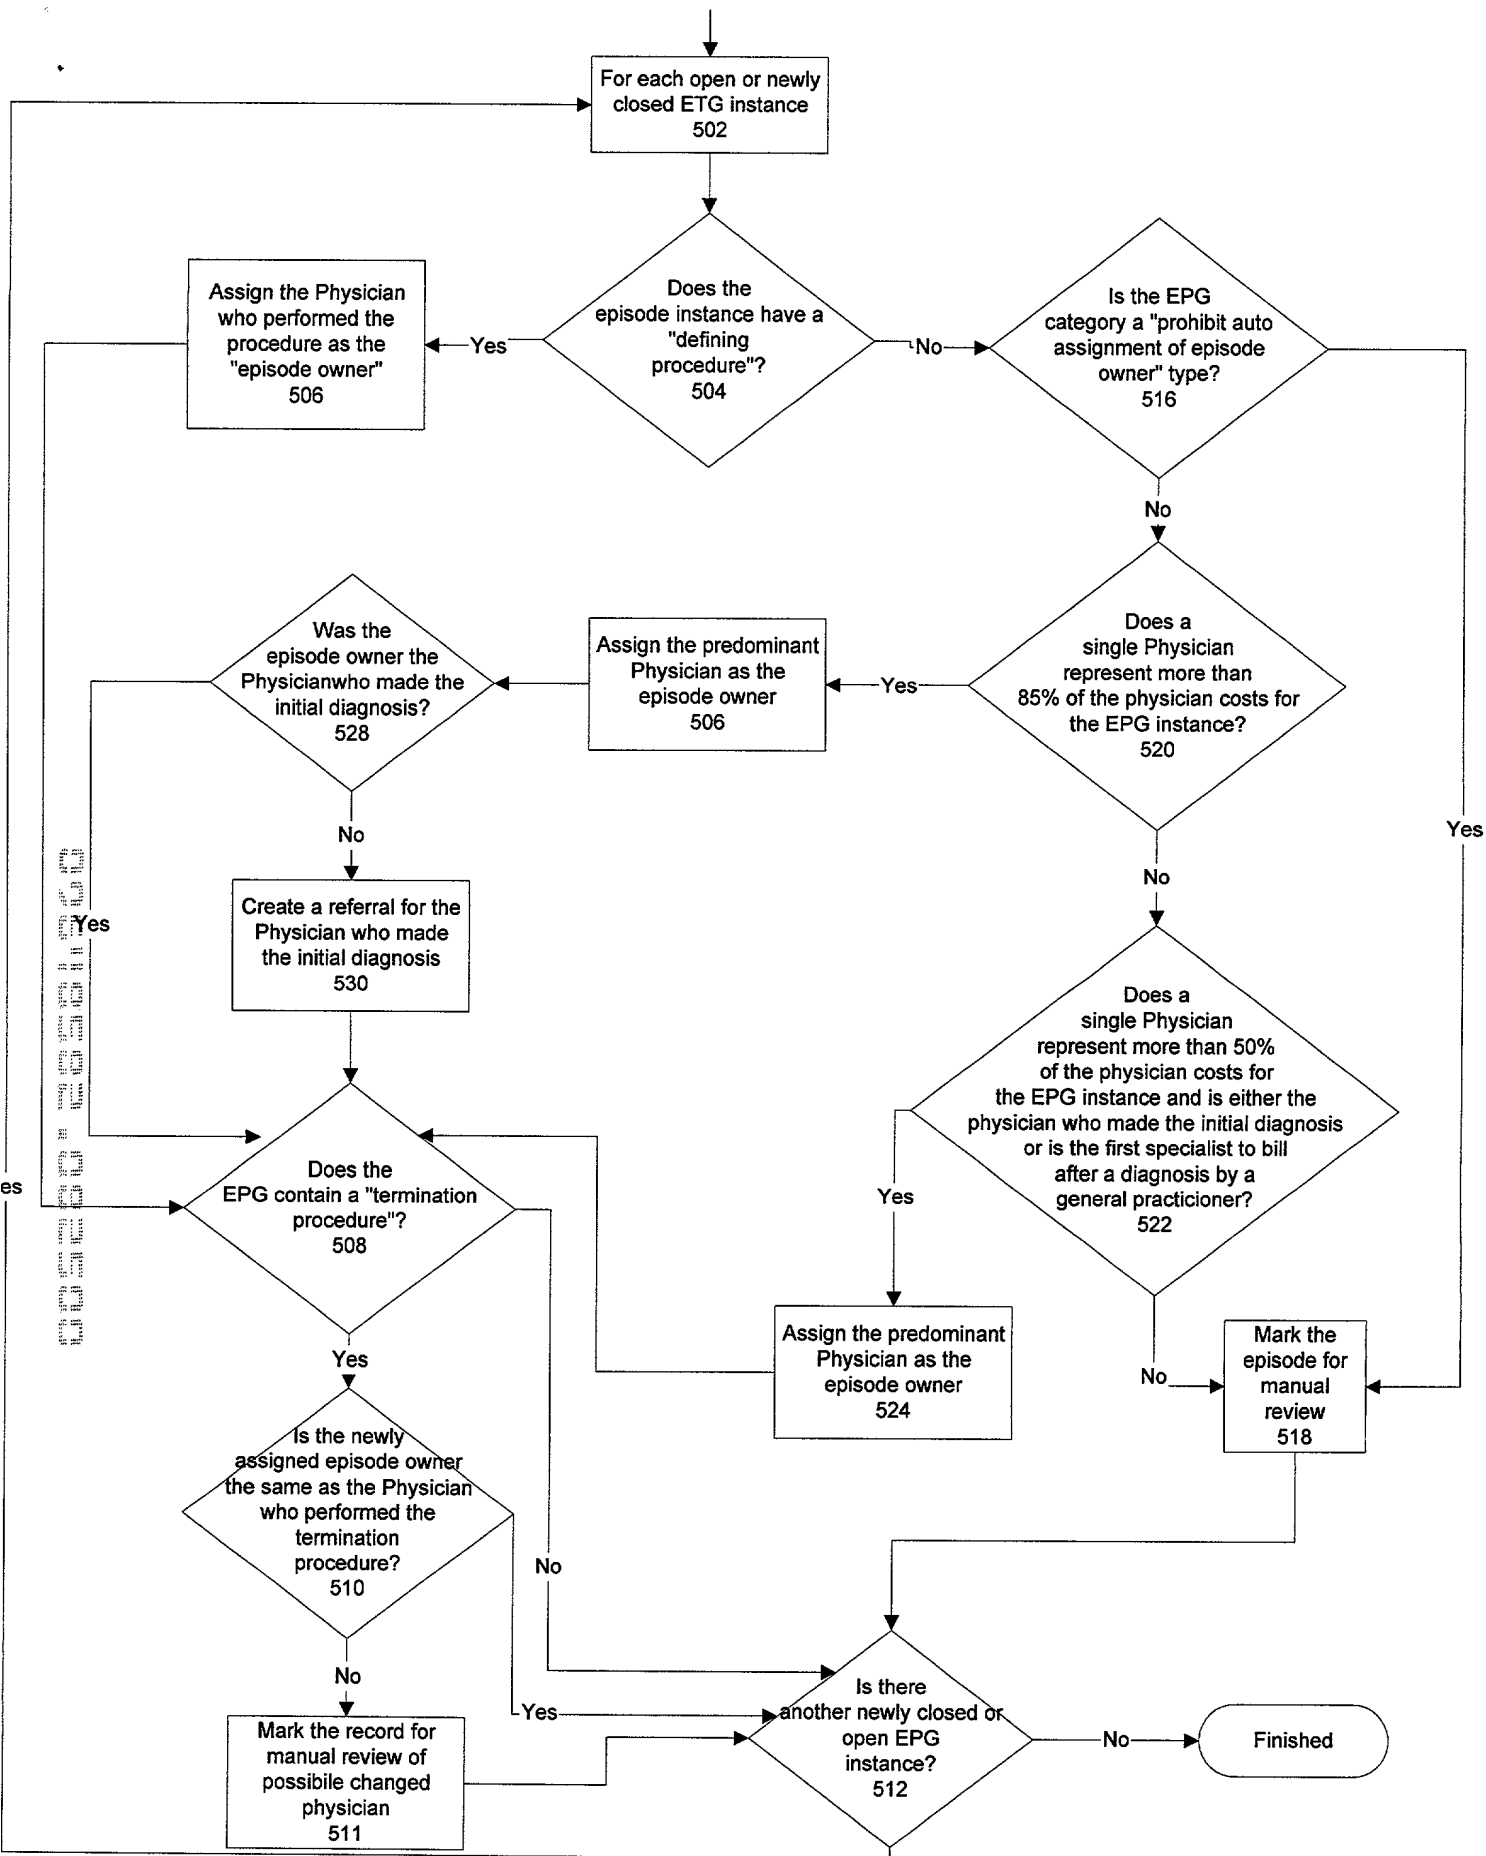 For each open or newly
closed ETG instance
502
Does the
episode instance have a
"defining
procedure"?
504
Yes
No
Assign the Physician
who performed the
procedure as the
"episode owner"
506
Is the EPG
category a "prohibit auto
assignment of episode
owner" type?
516
No
Yes
Does a
single Physician
represent more than
85% of the physician costs for
the EPG instance?
520
Yes
Assign the predominant
Physician as the
episode owner
506
Was the
episode owner the
Physicianwho made the
initial diagnosis?
528
No
Yes
Create a referral for the
Physician who made
the initial diagnosis
530
No
Does a
single Physician
represent more than 50%
of the physician costs for
the EPG instance and is either the
physician who made the initial diagnosis
or is the first specialist to bill
after a diagnosis by a
general practicioner?
522
Yes
No
Assign the predominant
Physician as the
episode owner
524
Mark the
episode for
manual
review
518
Does the
EPG contain a "termination
procedure"?
508
Yes
No
Is the newly
assigned episode owner
the same as the Physician
who performed the
termination
procedure?
510
No
Yes
Mark the record for
manual review of
possibile changed
physician
511
Is there
another newly closed or
open EPG
instance?
512
No
Finished
es